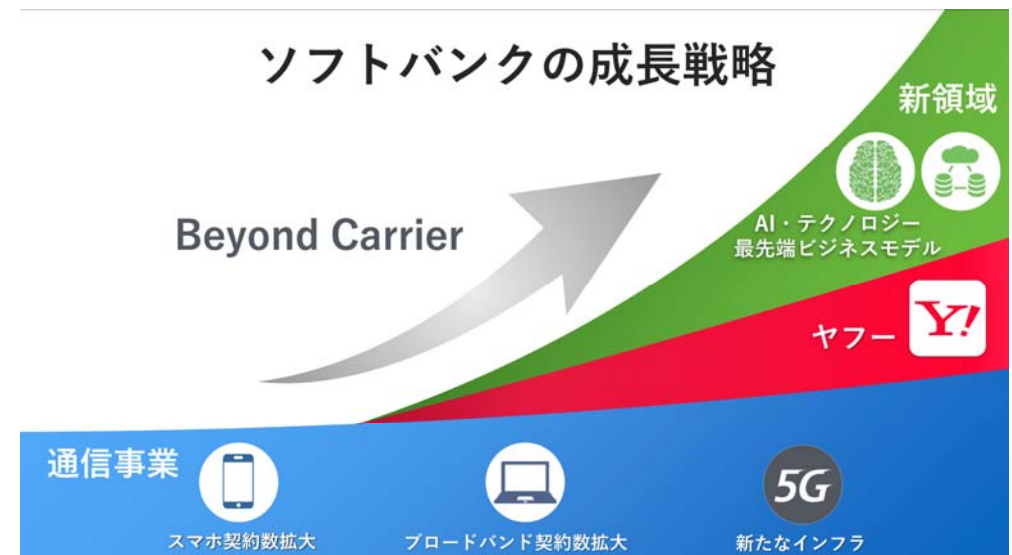 ソフトバンクの成長戦略
新領域
Beyond Carrier
AI・テクノロジー
最先端ビジネスモデル
ヤフー
Y!
通信事業
5G
スマホ契約数拡大
ブロードバンド契約数拡大
新たなインフラ